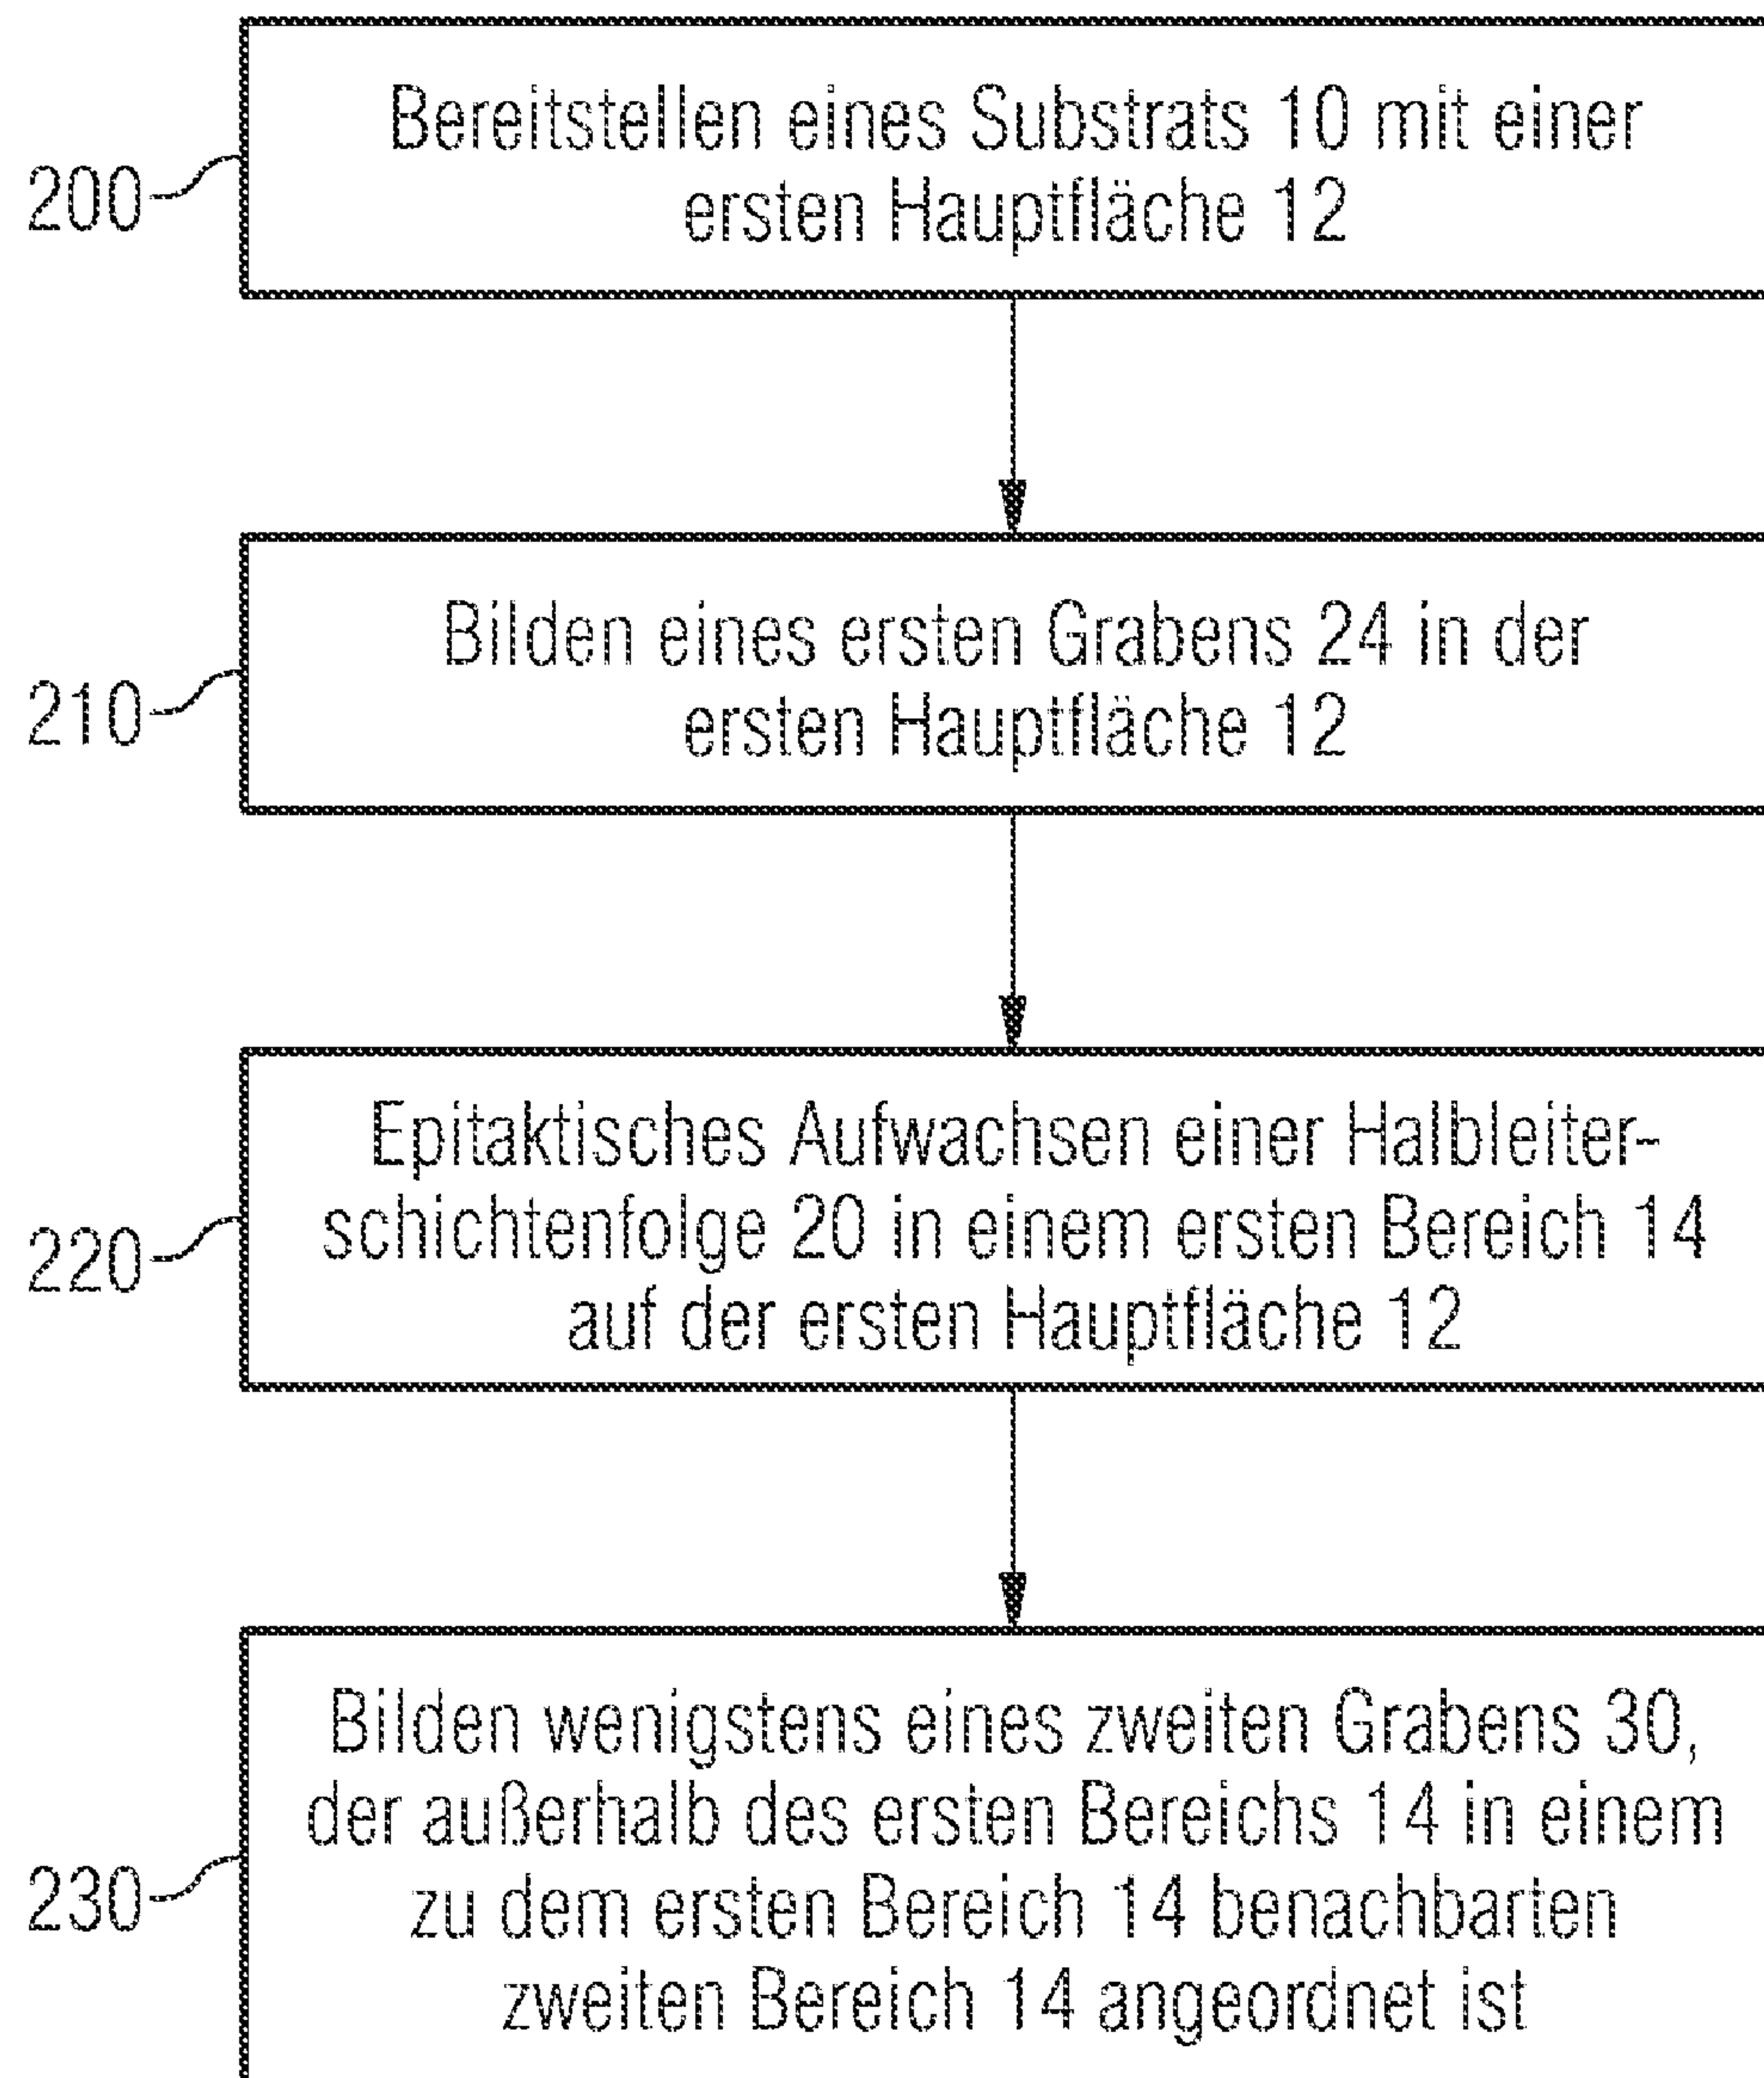 Bereitstellen eines Substrats 10 mit einer
ersten Hauptfläche 12
200
Bilden eines ersten Grabens 24 in der
ersten Hauptfläche 12
210
Epitaktisches Aufwachsen einer Halbleiter-
schichtenfolge 20 in einem ersten Bereich 14
auf der ersten Hauptfläche 12
220
Bilden wenigstens eines zweiten Grabens 30,
der außerhalb des ersten Bereichs 14 in einem
zu dem ersten Bereich 14 benachbarten
zweiten Bereich 14 angeordnet ist
230